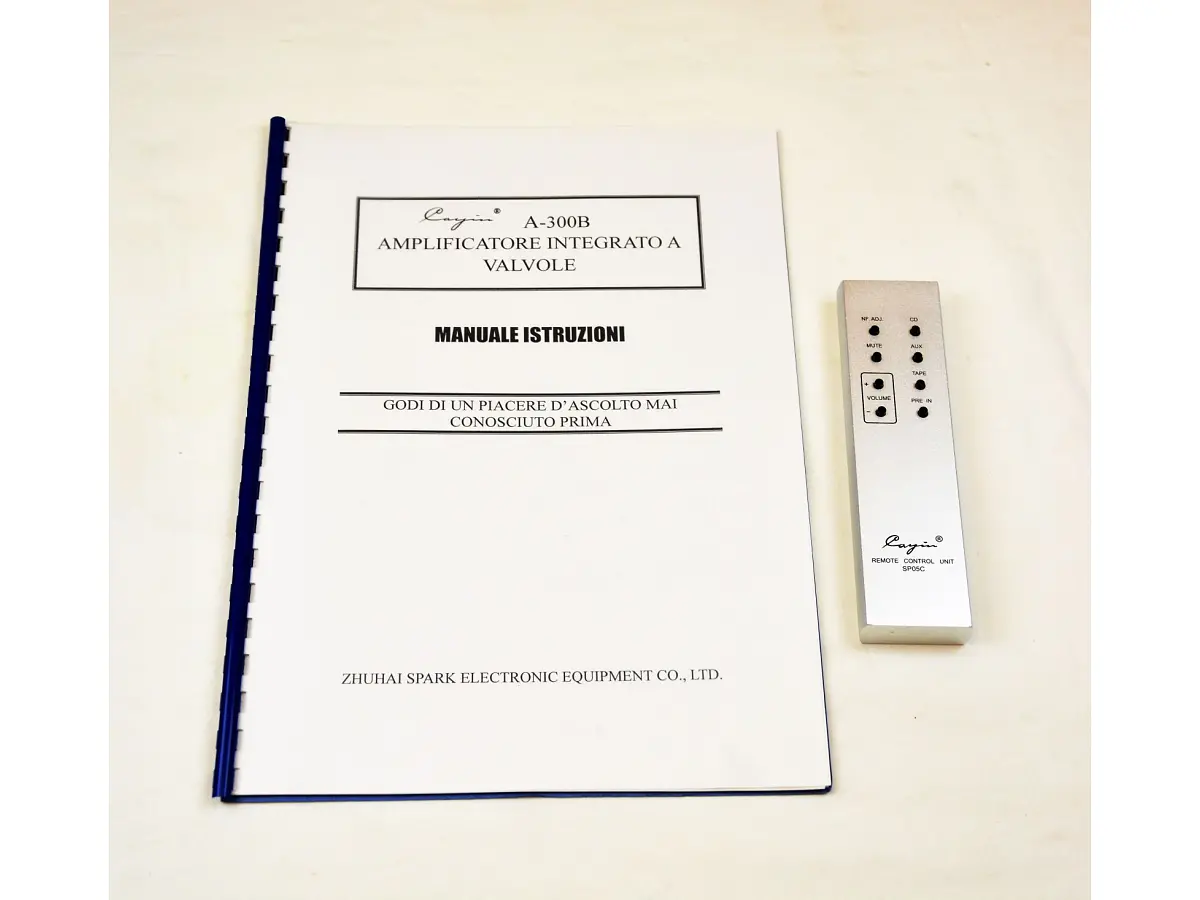 Cayin® A-300B
AMPLIFICATORE INTEGRATO A
VALVOLE
MANUALE ISTRUZIONI
GODI DI UN PIACERE D'ASCOLTO MAI
CONOSCIUTO PRIMA
ZHUHAI SPARK ELECTRONIC EQUIPMENT CO., LTD.
NF ADJ. CD
MUTE AUX
+ TAPE
VOLUME PRE IN
−
Cayin®
REMOTE CONTROL UNIT
SP05C